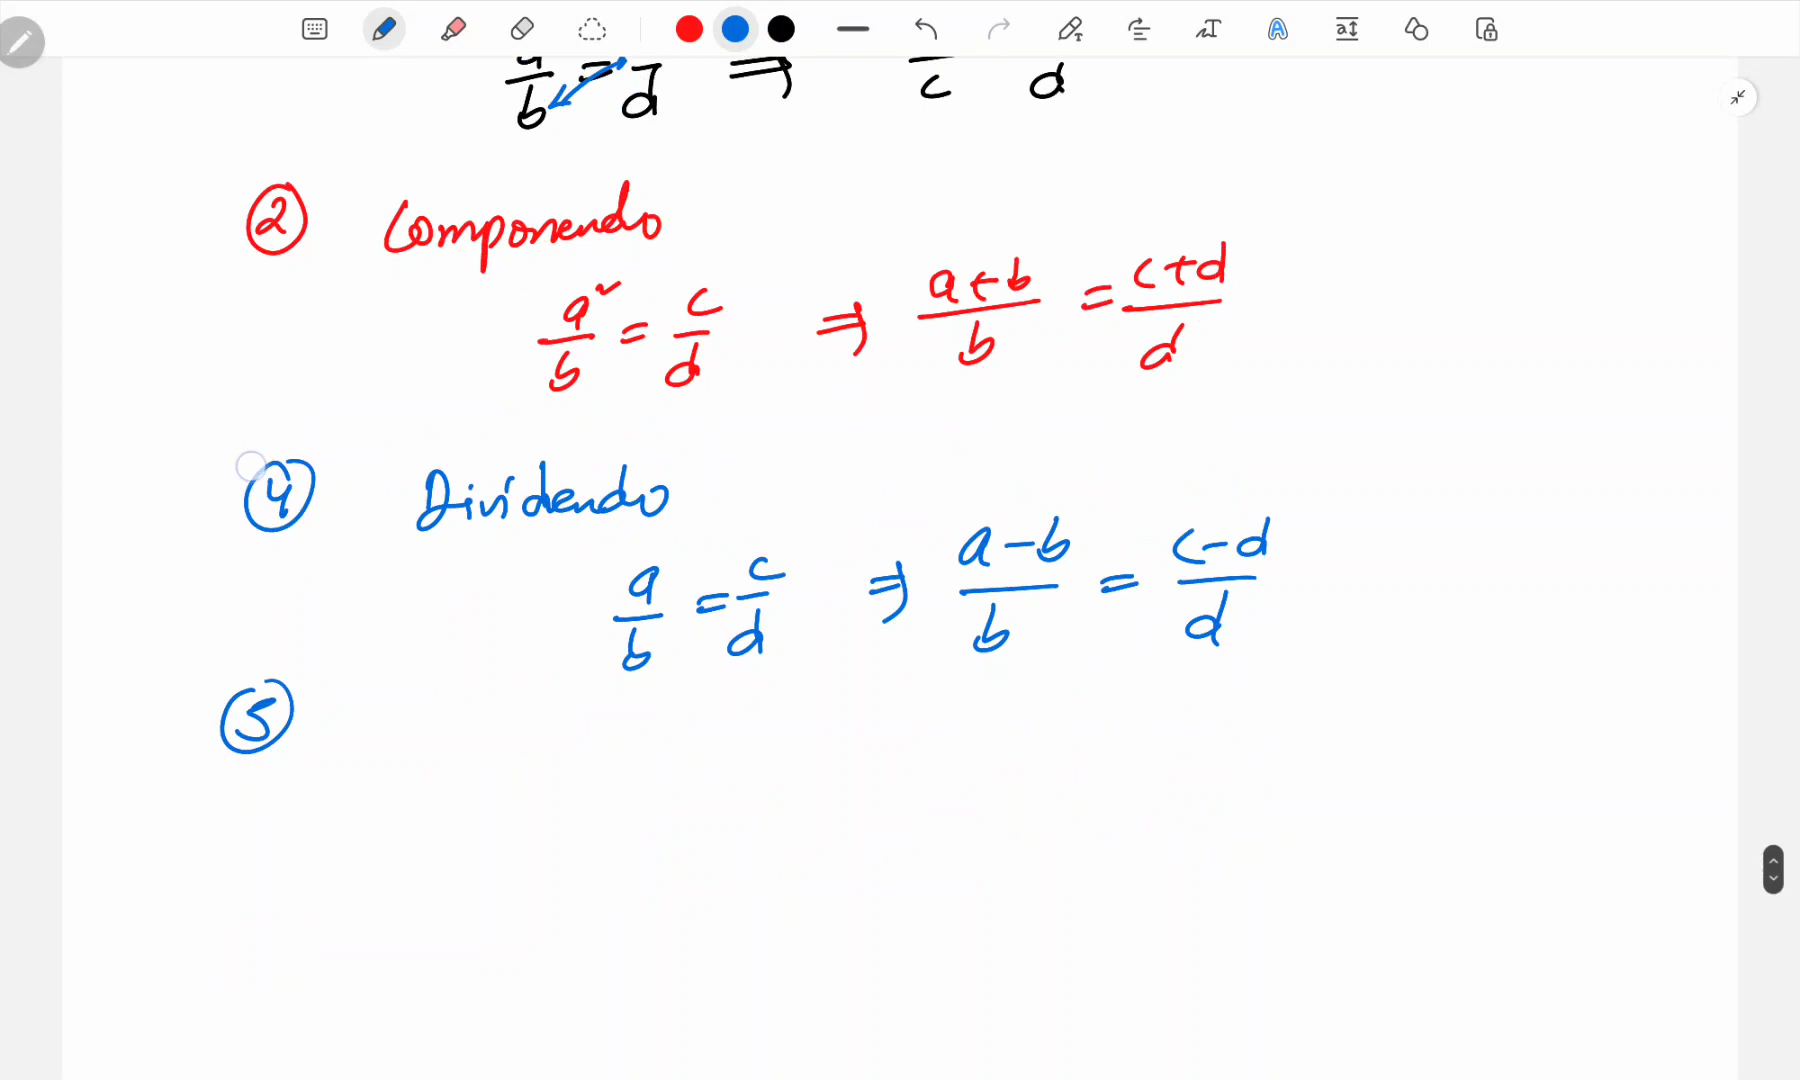 a/b = /d ⇒ /c d
② Componendo
a/b = c/d ⇒ (a+b)/b = (c+d)/d
④ Dividendo
a/b = c/d ⇒ (a-b)/b = (c-d)/d
⑤